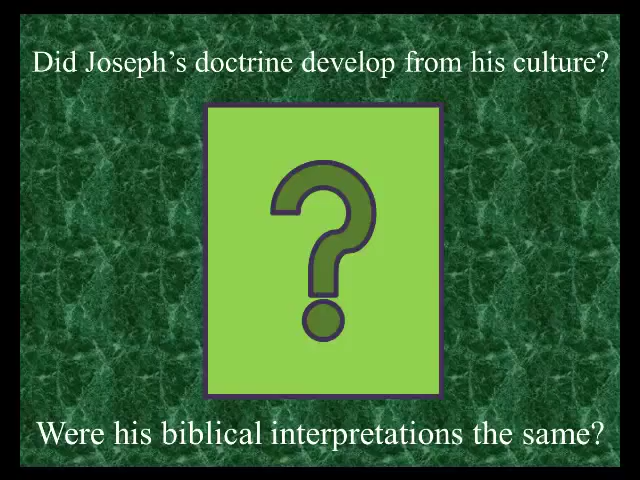 Did Joseph’s doctrine develop from his culture?
?
Were his biblical interpretations the same?